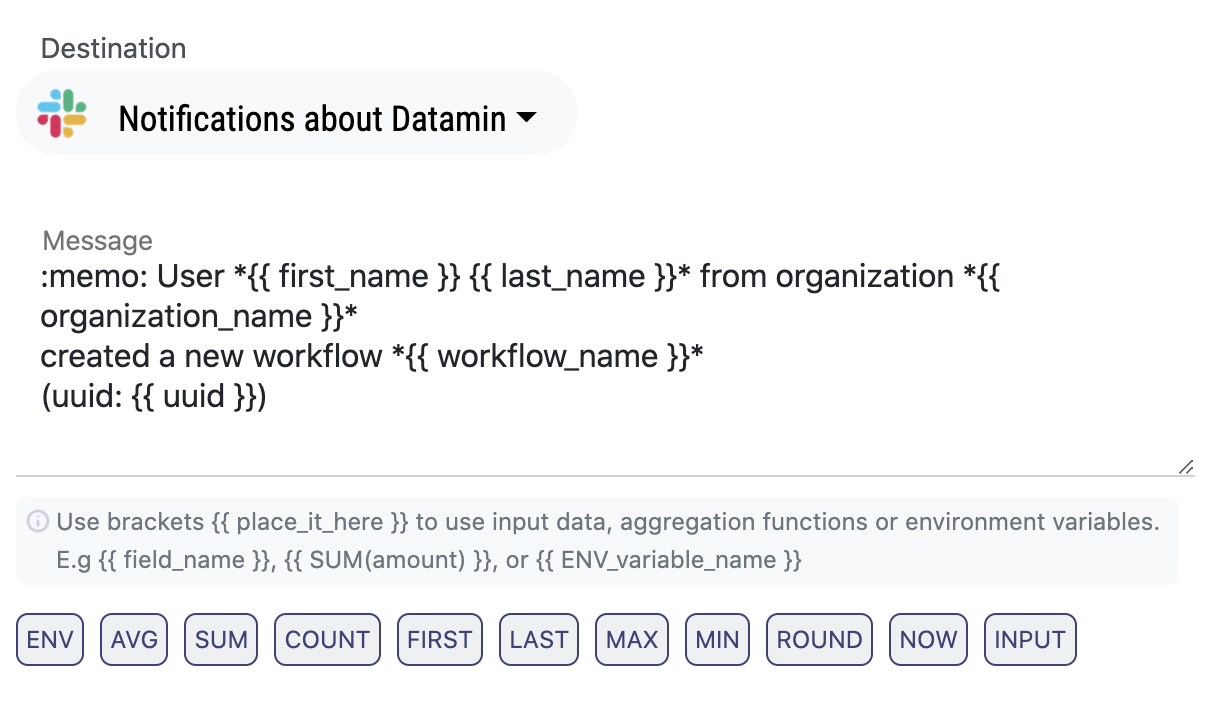 Destination
Notifications about Datamin
Message
:memo: User *{{ first_name }} {{ last_name }}* from organization *{{
organization_name }}*
created a new workflow *{{ workflow_name }}*
(uuid: {{ uuid }})
Use brackets {{ place_it_here }} to use input data, aggregation functions or environment variables.
E.g {{ field_name }}, {{ SUM(amount) }}, or {{ ENV_variable_name }}
ENV AVG SUM COUNT FIRST LAST MAX MIN ROUND NOW INPUT